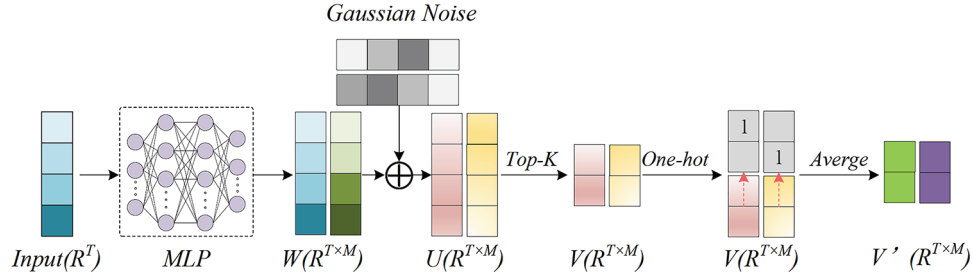 Gaussian Noise
Top-K
One-hot
Averge
1
1
Input(R^T)
MLP
W(R^{T×M})
U(R^{T×M})
V(R^{T×M})
V(R^{T×M})
V' (R^{T×M})